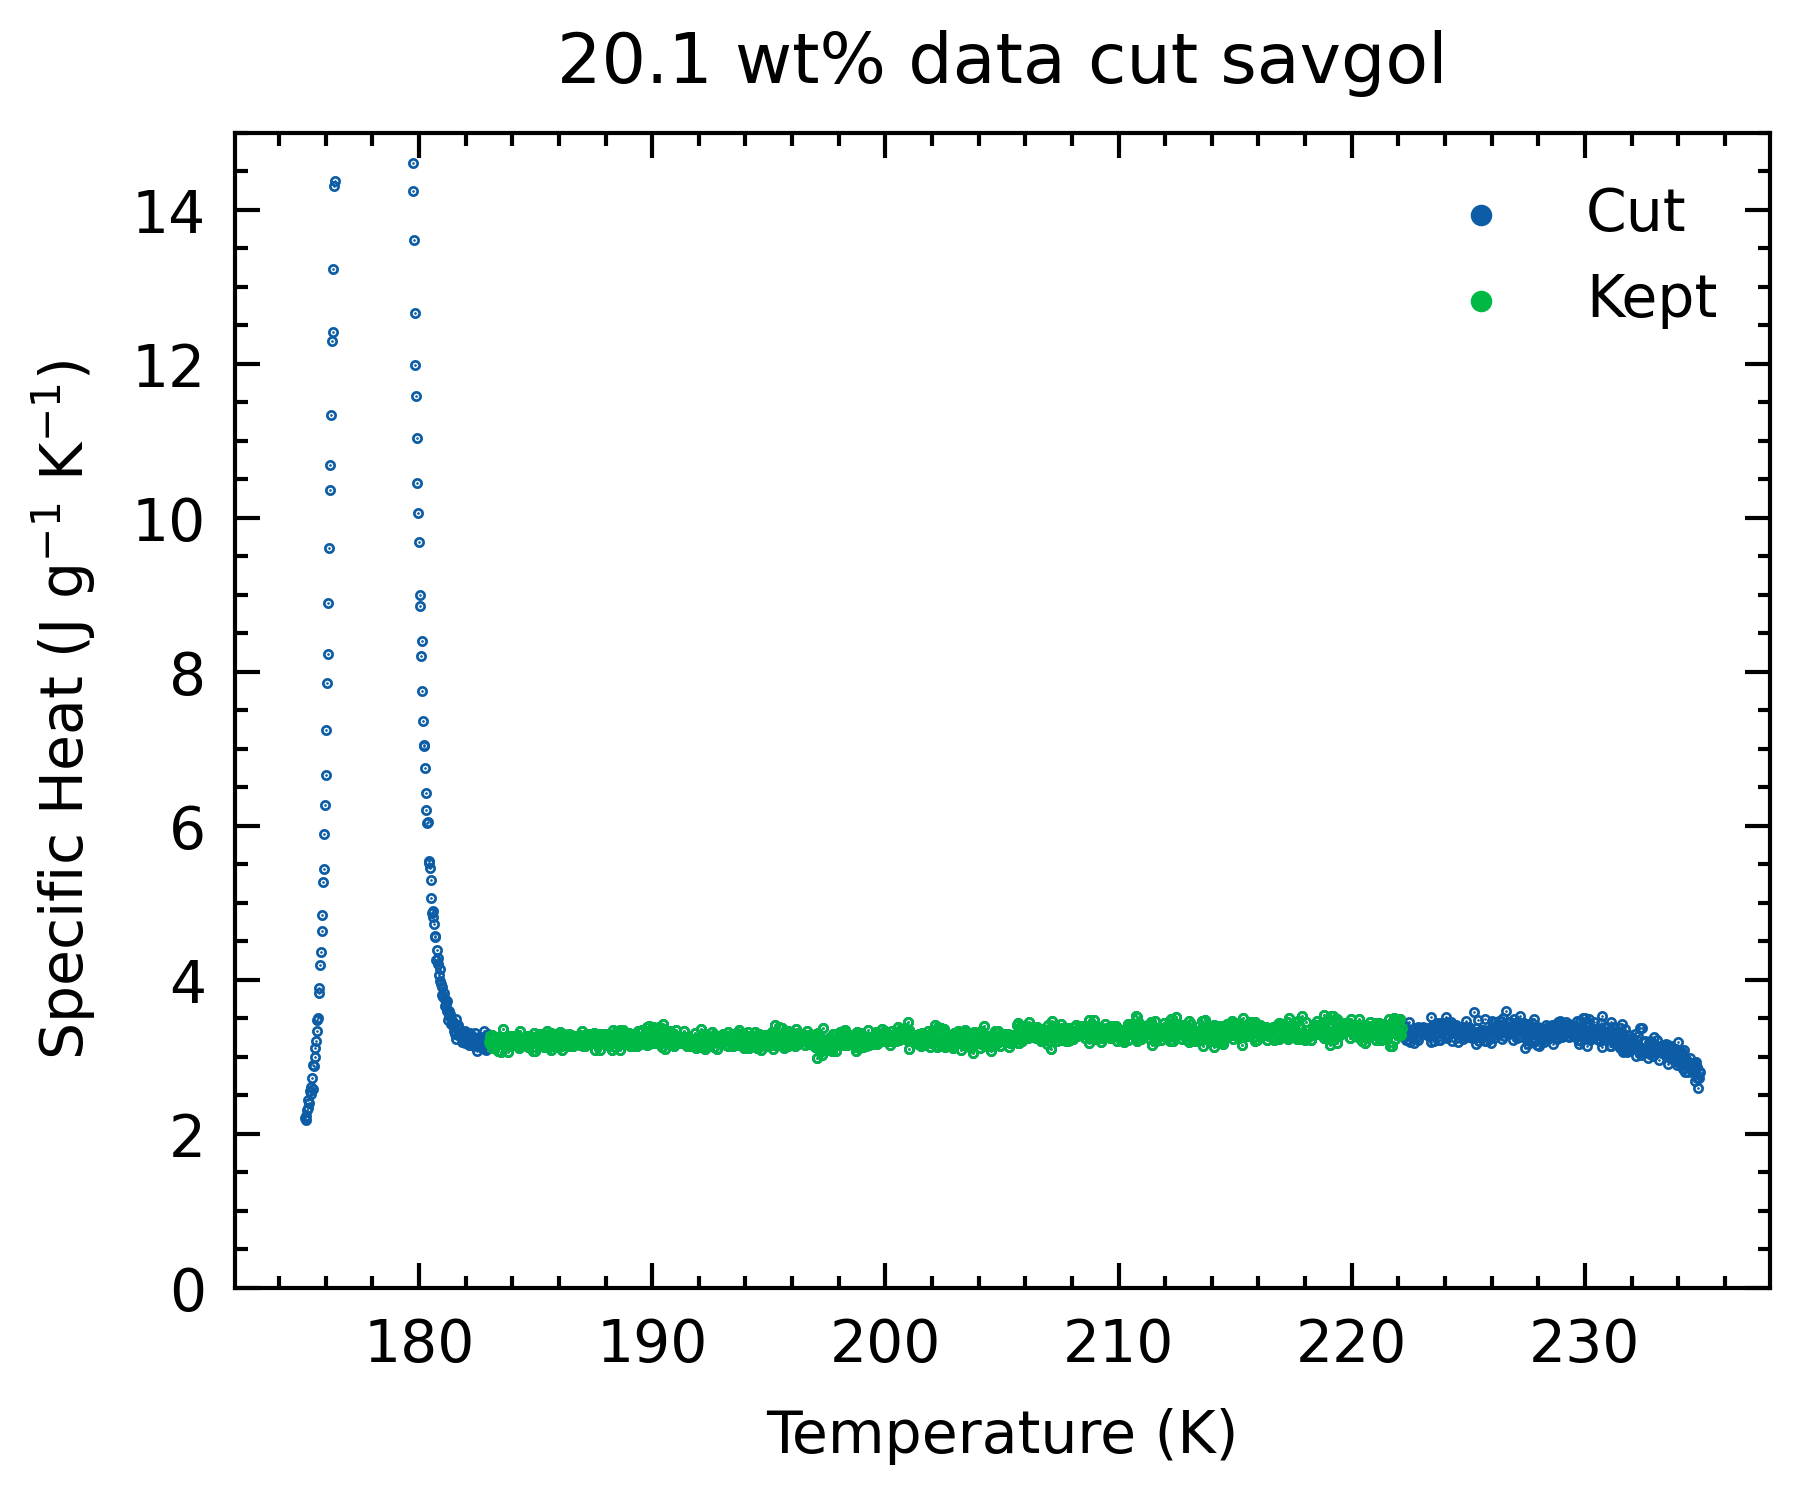 20.1 wt% data cut savgol
Cut
Kept
Specific Heat (J g⁻¹ K⁻¹)
14
12
10
8
6
4
2
0
180 190 200 210 220 230
Temperature (K)